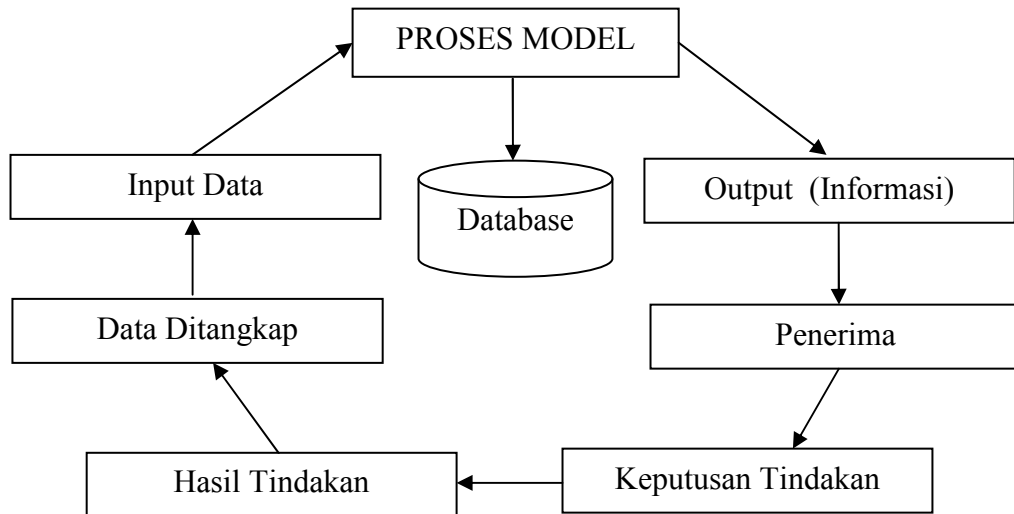 PROSES MODEL
Input Data
Database
Output (Informasi)
Data Ditangkap
Penerima
Hasil Tindakan
Keputusan Tindakan